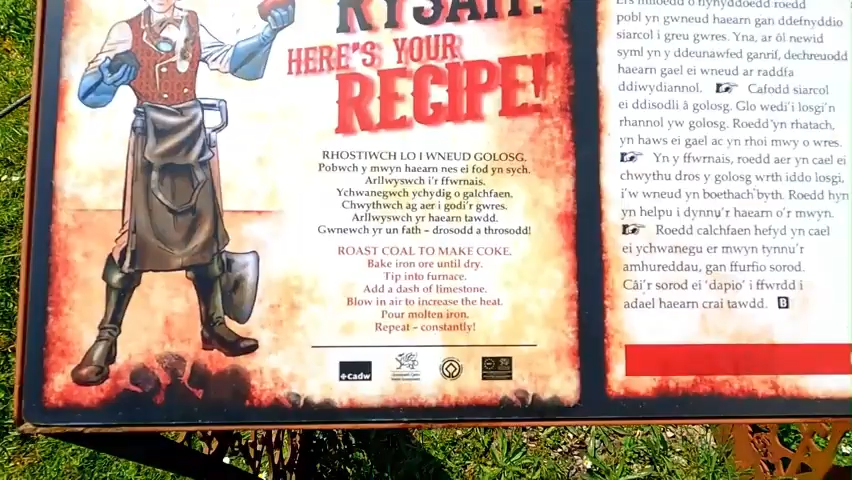 RYSÁIT!
HERE'S YOUR
RECIPE!
RHOSTIWCH LO I WNEUD GOLOSG.
Pobwch y mwyn haearn nes ei fod yn sych.
Arllwyswch i'r ffwrnais.
Ychwanegwch ychydig o galchfaen.
Chwythwch ag aer i godi'r gwres.
Arllwyswch yr haearn tawdd.
Gwnewch yr un fath – drosodd a throsodd!
ROAST COAL TO MAKE COKE.
Bake iron ore until dry.
Tip into furnace.
Add a dash of limestone.
Blow in air to increase the heat.
Pour molten iron.
Repeat – constantly!
Cadw
Ers miloedd o flynyddoedd roedd
pobl yn gwneud haearn gan ddefnyddio
siarcol i greu gwres. Yna, ar ôl newid
syml yn y ddeunawfed ganrif, dechreuodd
haearn gael ei wneud ar raddfa
ddiwydiannol. Cafodd siarcol
ei ddisodli â golosg. Glo wedi'i losgi'n
rhannol yw golosg. Roedd yn rhatach,
yn haws ei gael ac yn rhoi mwy o wres.
Yn y ffwrnais, roedd aer yn cael ei
chwythu dros y golosg wrth iddo losgi,
i'w wneud yn boethach byth. Roedd hyn
yn helpu i dynnu'r haearn o'r mwyn.
Roedd calchfaen hefyd yn cael
ei ychwanegu er mwyn tynnu'r
amhureddau, gan ffurfio sorod.
Câi'r sorod ei 'dapio' i ffwrdd i
adael haearn crai tawdd. B